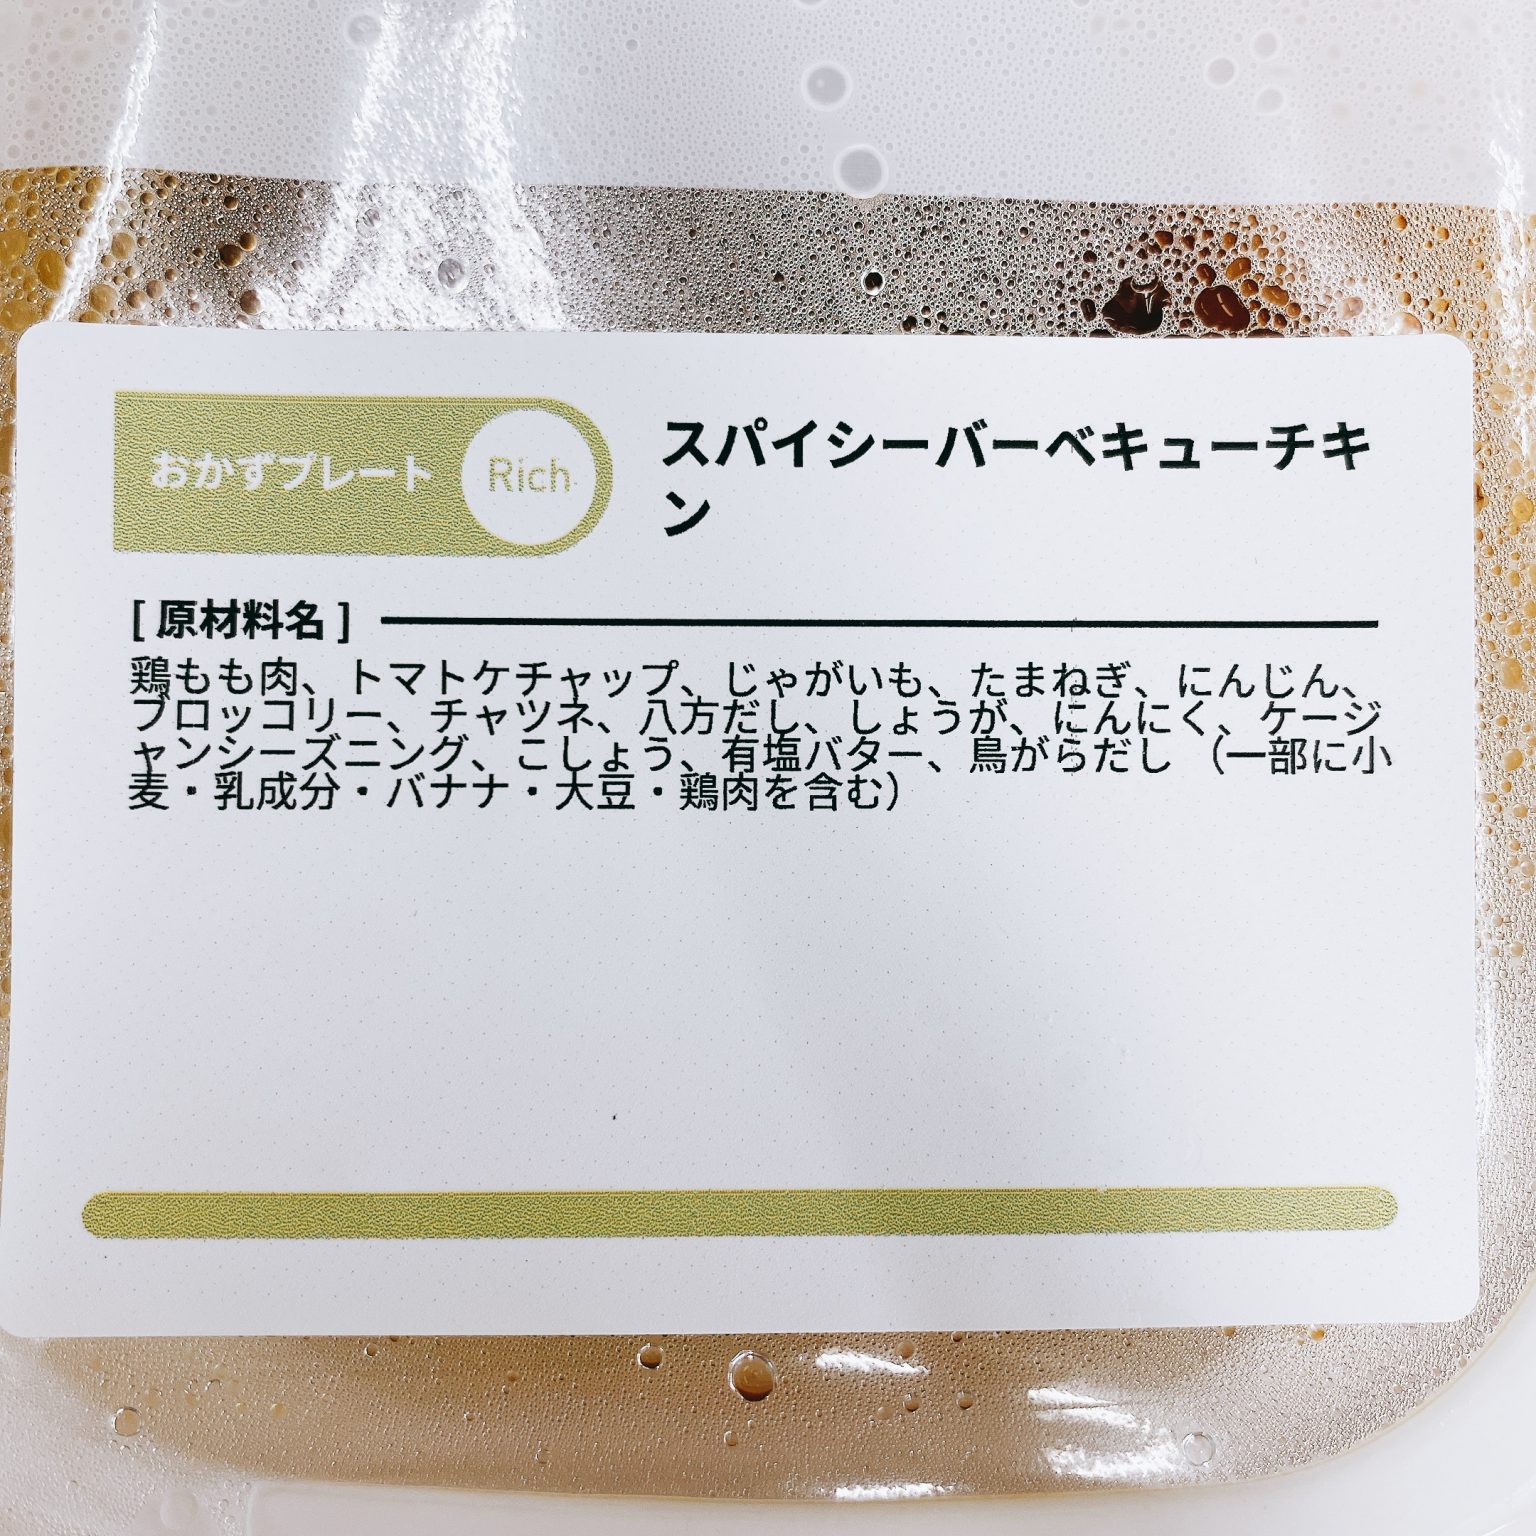 おかずプレート Rich
スパイシーバーベキューチキ
ン
[ 原材料名 ]
鶏もも肉、トマトケチャップ、じゃがいも、たまねぎ、にんじん、
ブロッコリー、チャツネ、八方だし、しょうが、にんにく、ケージ
ャンシーズニング、こしょう、有塩バター、鳥がらだし （一部に小
麦・乳成分・バナナ・大豆・鶏肉を含む）